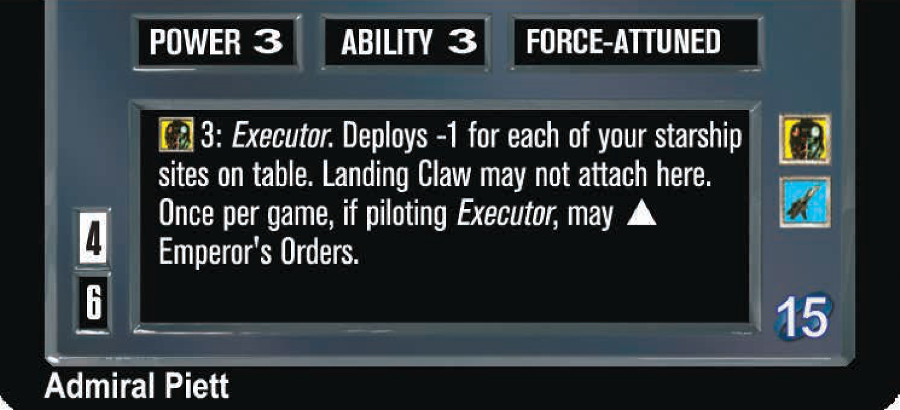 POWER 3 ABILITY 3 FORCE-ATTUNED
3: Executor. Deploys -1 for each of your starship
sites on table. Landing Claw may not attach here.
Once per game, if piloting Executor, may ▲
Emperor's Orders.
4
6
15
Admiral Piett